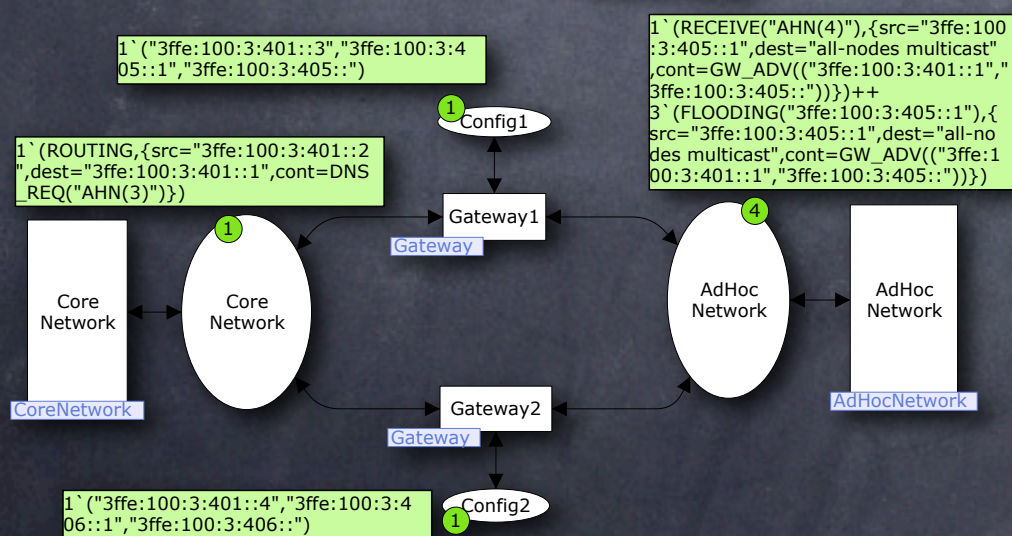 1`(RECEIVE("AHN(4)"),{src="3ffe:100
:3:405::1",dest="all-nodes multicast"
,cont=GW_ADV(("3ffe:100:3:401::1","
3ffe:100:3:405::"))})++
3`(FLOODING("3ffe:100:3:405::1"),{
src="3ffe:100:3:405::1",dest="all-no
des multicast",cont=GW_ADV(("3ffe:1
00:3:401::1","3ffe:100:3:405::"))})
1`("3ffe:100:3:401::3","3ffe:100:3:4
05::1","3ffe:100:3:405::")
1
Config1
1`(ROUTING,{src="3ffe:100:3:401::2
",dest="3ffe:100:3:401::1",cont=DNS
_REQ("AHN(3)")})
1
4
Gateway1
Gateway
Core
Network
CoreNetwork
Core
Network
AdHoc
Network
AdHoc
Network
AdHocNetwork
Gateway2
Gateway
1`("3ffe:100:3:401::4","3ffe:100:3:4
06::1","3ffe:100:3:406::")
Config2
1